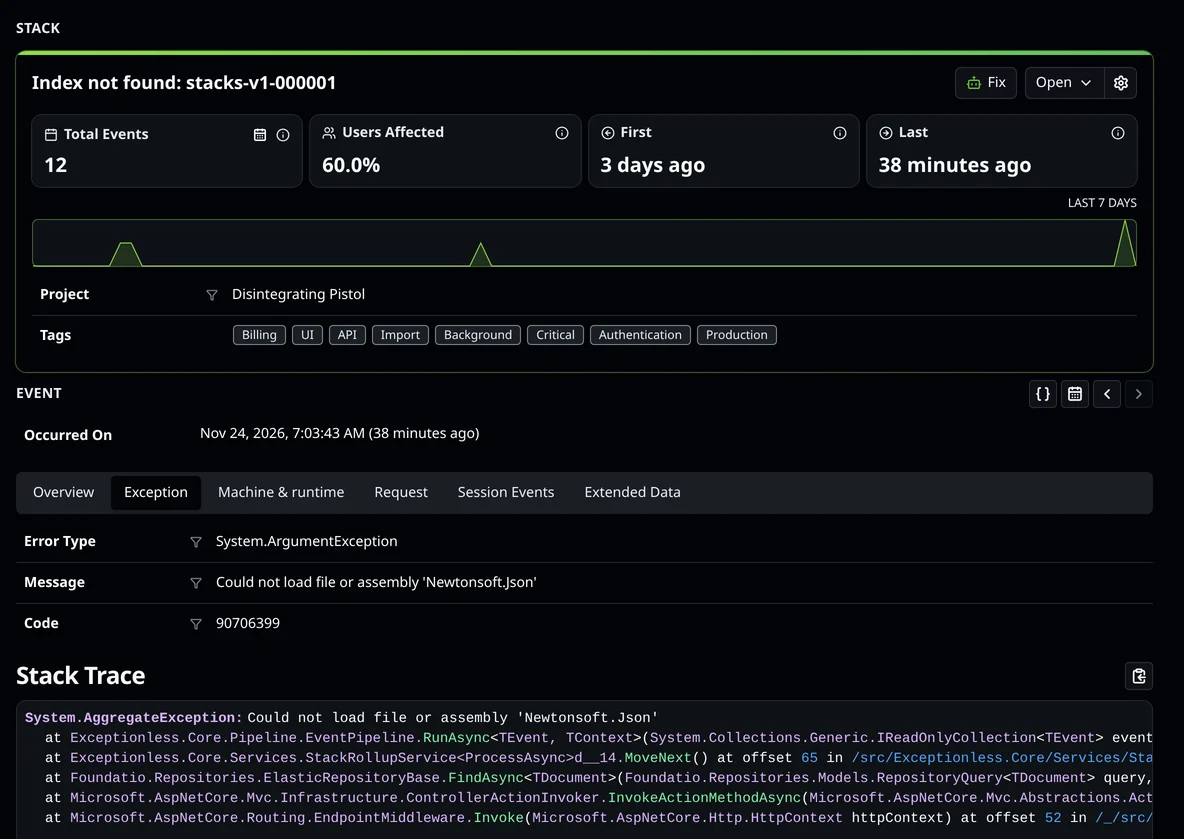 STACK
Index not found: stacks-v1-000001
Fix
Open
Total Events
12
Users Affected
60.0%
First
3 days ago
Last
38 minutes ago
LAST 7 DAYS
Project Disintegrating Pistol
Tags Billing UI API Import Background Critical Authentication Production
EVENT
Occurred On Nov 24, 2026, 7:03:43 AM (38 minutes ago)
Overview Exception Machine & runtime Request Session Events Extended Data
Error Type System.ArgumentException
Message Could not load file or assembly 'Newtonsoft.Json'
Code 90706399
Stack Trace
System.AggregateException: Could not load file or assembly 'Newtonsoft.Json'
at Exceptionless.Core.Pipeline.EventPipeline.RunAsync<TEvent, TContext>(System.Collections.Generic.IReadOnlyCollection<TEvent> event
at Exceptionless.Core.Services.StackRollupService<ProcessAsync>d__14.MoveNext() at offset 65 in /src/Exceptionless.Core/Services/Sta
at Foundatio.Repositories.ElasticRepositoryBase.FindAsync<TDocument>(Foundatio.Repositories.Models.RepositoryQuery<TDocument> query,
at Microsoft.AspNetCore.Mvc.Infrastructure.ControllerActionInvoker.InvokeActionMethodAsync(Microsoft.AspNetCore.Mvc.Abstractions.Act
at Microsoft.AspNetCore.Routing.EndpointMiddleware.Invoke(Microsoft.AspNetCore.Http.HttpContext httpContext) at offset 52 in /_/src/